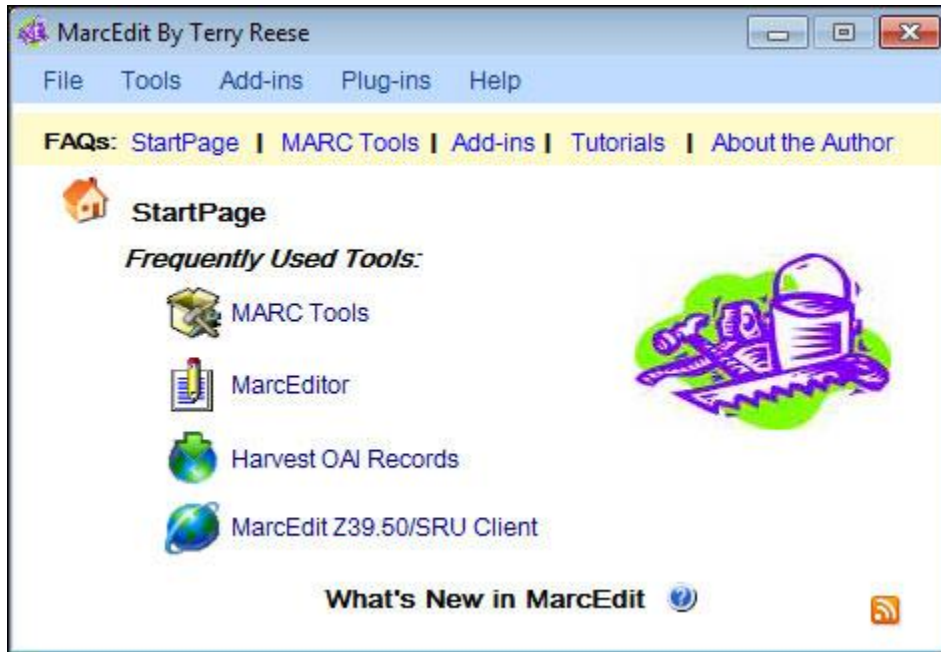 MarcEdit By Terry Reese
File Tools Add-ins Plug-ins Help
FAQs: StartPage | MARC Tools | Add-ins | Tutorials | About the Author
StartPage
Frequently Used Tools:
MARC Tools
MarcEditor
Harvest OAI Records
MarcEdit Z39.50/SRU Client
What's New in MarcEdit ?